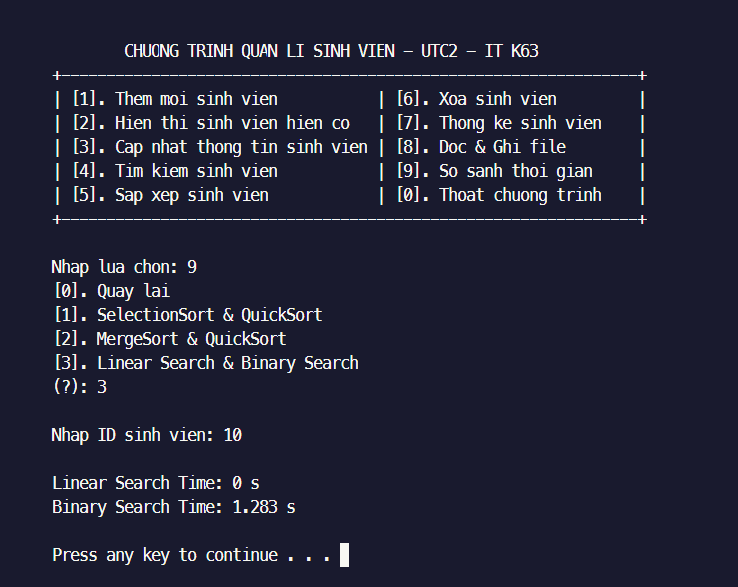 CHUONG TRINH QUAN LI SINH VIEN – UTC2 – IT K63
+----------------------------------------------------------------+
| [1]. Them moi sinh vien | [6]. Xoa sinh vien |
| [2]. Hien thi sinh vien hien co | [7]. Thong ke sinh vien |
| [3]. Cap nhat thong tin sinh vien | [8]. Doc & Ghi file |
| [4]. Tim kiem sinh vien | [9]. So sanh thoi gian |
| [5]. Sap xep sinh vien | [0]. Thoat chuong trinh |
+----------------------------------------------------------------+
Nhap lua chon: 9
[0]. Quay lai
[1]. SelectionSort & QuickSort
[2]. MergeSort & QuickSort
[3]. Linear Search & Binary Search
(?): 3
Nhap ID sinh vien: 10
Linear Search Time: 0 s
Binary Search Time: 1.283 s
Press any key to continue . . .